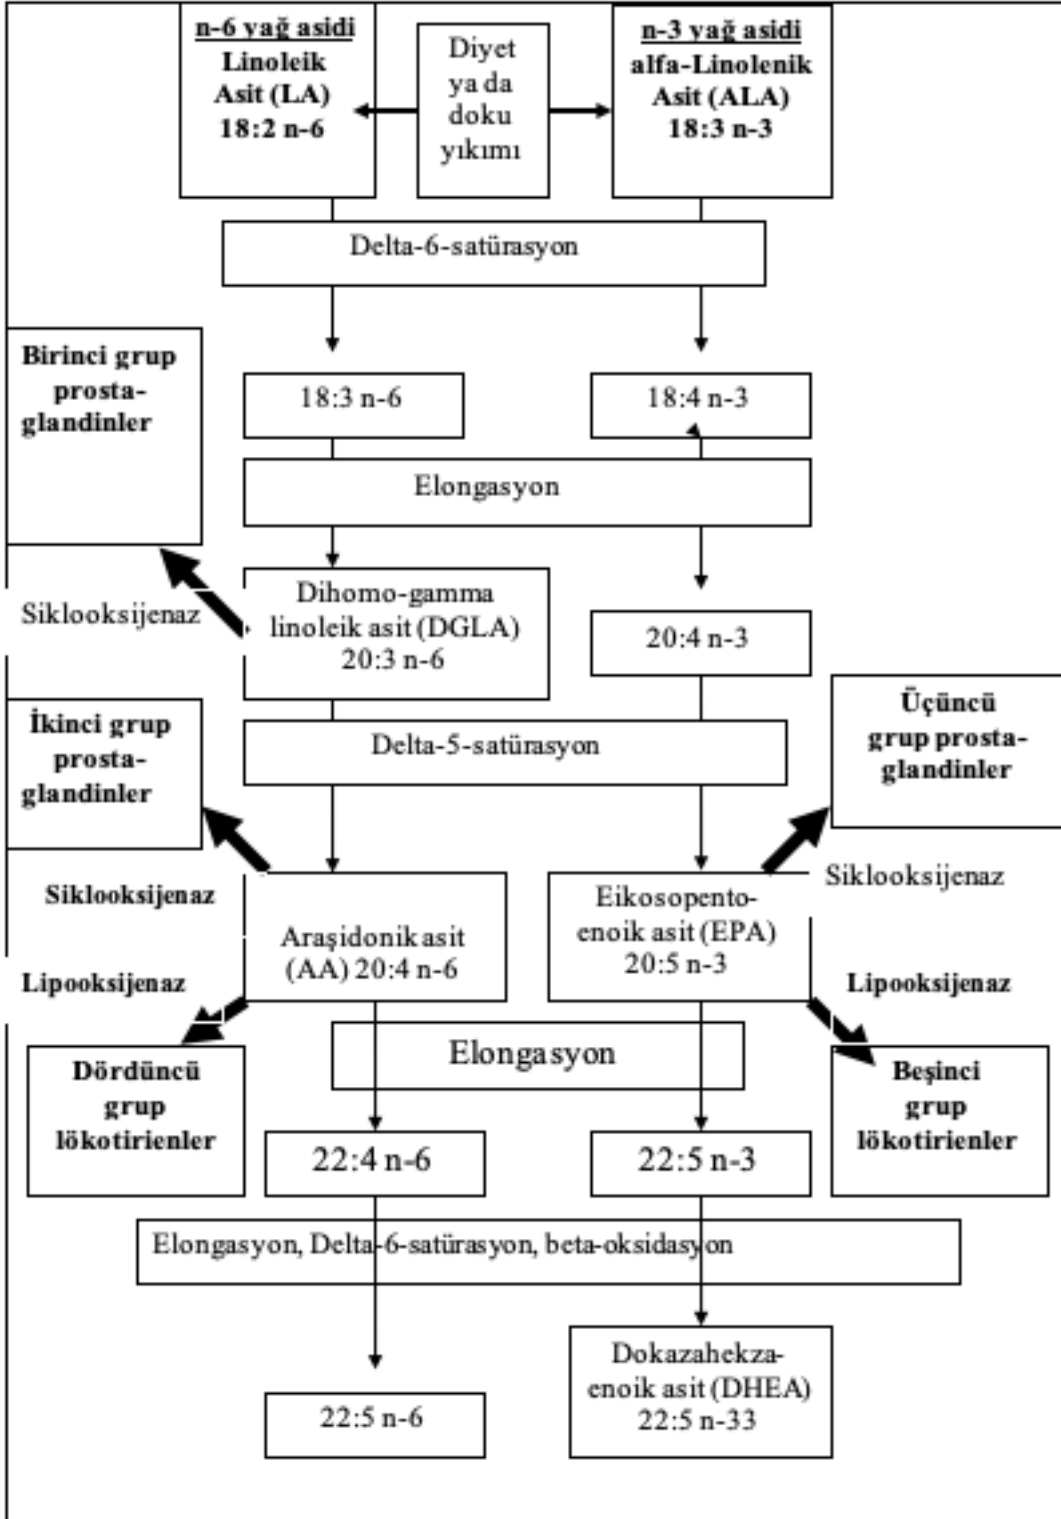 n-6 yağ asidi
Linoleik
Asit (LA)
18:2 n-6
Diyet
ya da
doku
yıkımı
n-3 yağ asidi
alfa-Linolenik
Asit (ALA)
18:3 n-3
Delta-6-satürasyon
Birinci grup
prosta-
glandinler
18:3 n-6
18:4 n-3
Elongasyon
Siklooksijenaz
Dihomo-gamma
linoleik asit (DGLA)
20:3 n-6
20:4 n-3
İkinci grup
prosta-
glandinler
Delta-5-satürasyon
Üçüncü
grup prosta-
glandinler
Siklooksijenaz
Araşidonik asit
(AA) 20:4 n-6
Eikosopento-
enoik asit (EPA)
20:5 n-3
Siklooksijenaz
Lipooksijenaz
Lipooksijenaz
Dördüncü
grup
lökotirienler
Elongasyon
Beşinci
grup
lökotirienler
22:4 n-6
22:5 n-3
Elongasyon, Delta-6-satürasyon, beta-oksidasyon
22:5 n-6
Dokazahekza-
enoik asit (DHEA)
22:5 n-33